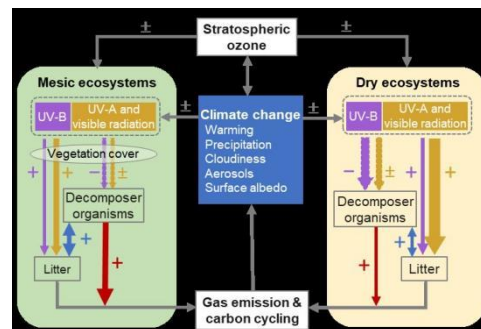 ±
Stratospheric
ozone
±
Mesic ecosystems
UV-B
UV-A and
visible radiation
Vegetation cover
+
+
−
±
Decomposer
organisms
+
+
Litter
±
Climate change
Warming
Precipitation
Cloudiness
Aerosols
Surface albedo
±
Dry ecosystems
UV-B
UV-A and
visible radiation
−
±
+
+
Decomposer
organisms
+
+
Litter
Gas emission &
carbon cycling